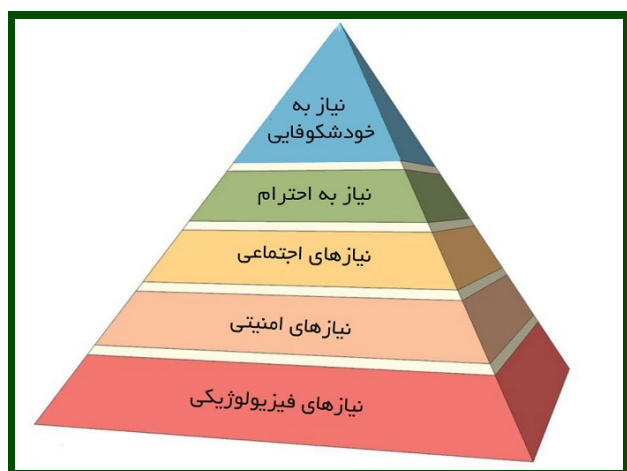 نیاز به
خودشکوفایی
نیاز به احترام
نیازهای اجتماعی
نیازهای امنیتی
نیازهای فیزیولوژیکی